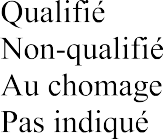 Qualifié
Non-qualifié
Au chomage
Pas indiqué